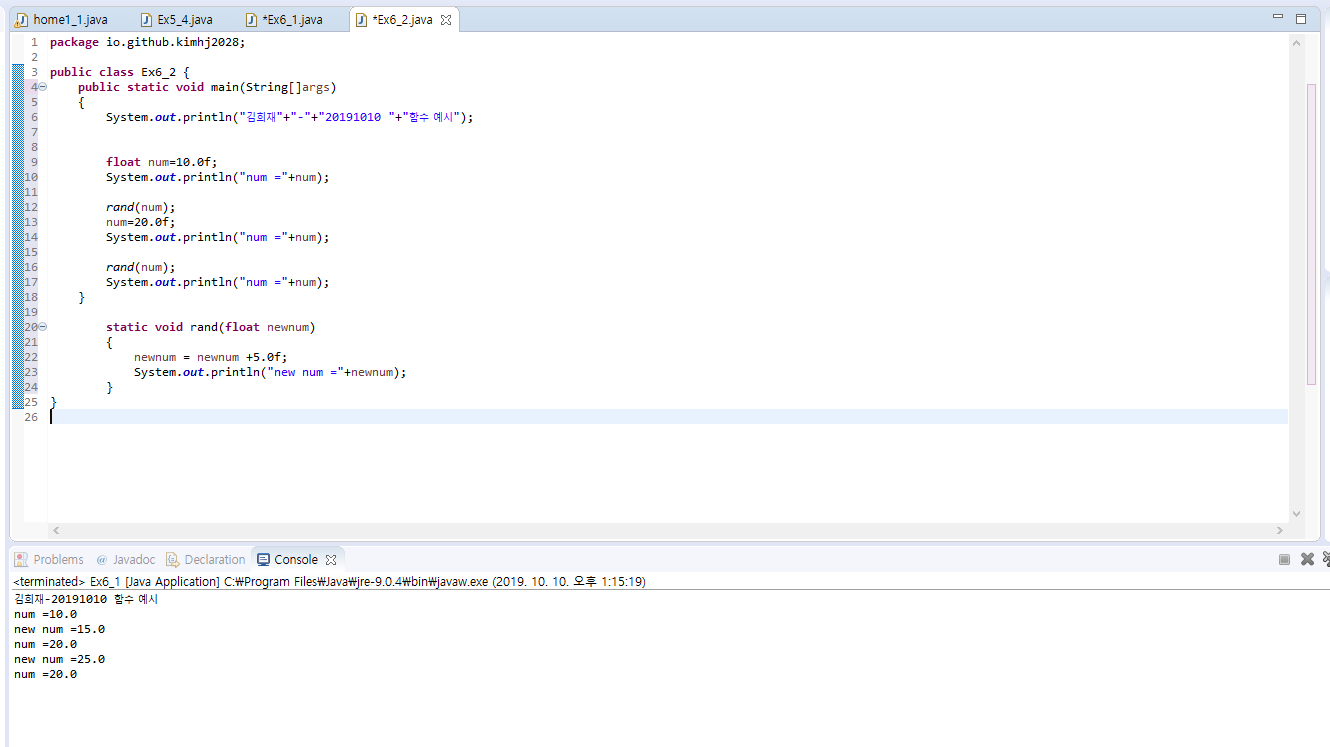 home1_1.java Ex5_4.java *Ex6_1.java *Ex6_2.java
1 package io.github.kimhj2028;
2
3 public class Ex6_2 {
4 public static void main(String[]args)
5 {
6 System.out.println("김희재"+"-"+"20191010 "+"함수 예시");
7
8
9 float num=10.0f;
10 System.out.println("num ="+num);
11
12 rand(num);
13 num=20.0f;
14 System.out.println("num ="+num);
15
16 rand(num);
17 System.out.println("num ="+num);
18 }
19
20 static void rand(float newnum)
21 {
22 newnum = newnum +5.0f;
23 System.out.println("new num ="+newnum);
24 }
25 }
26
Problems @ Javadoc Declaration Console
<terminated> Ex6_1 [Java Application] C:₩Program Files₩Java₩jre-9.0.4₩bin₩javaw.exe (2019. 10. 10. 오후 1:15:19)
김희재-20191010 함수 예시
num =10.0
new num =15.0
num =20.0
new num =25.0
num =20.0